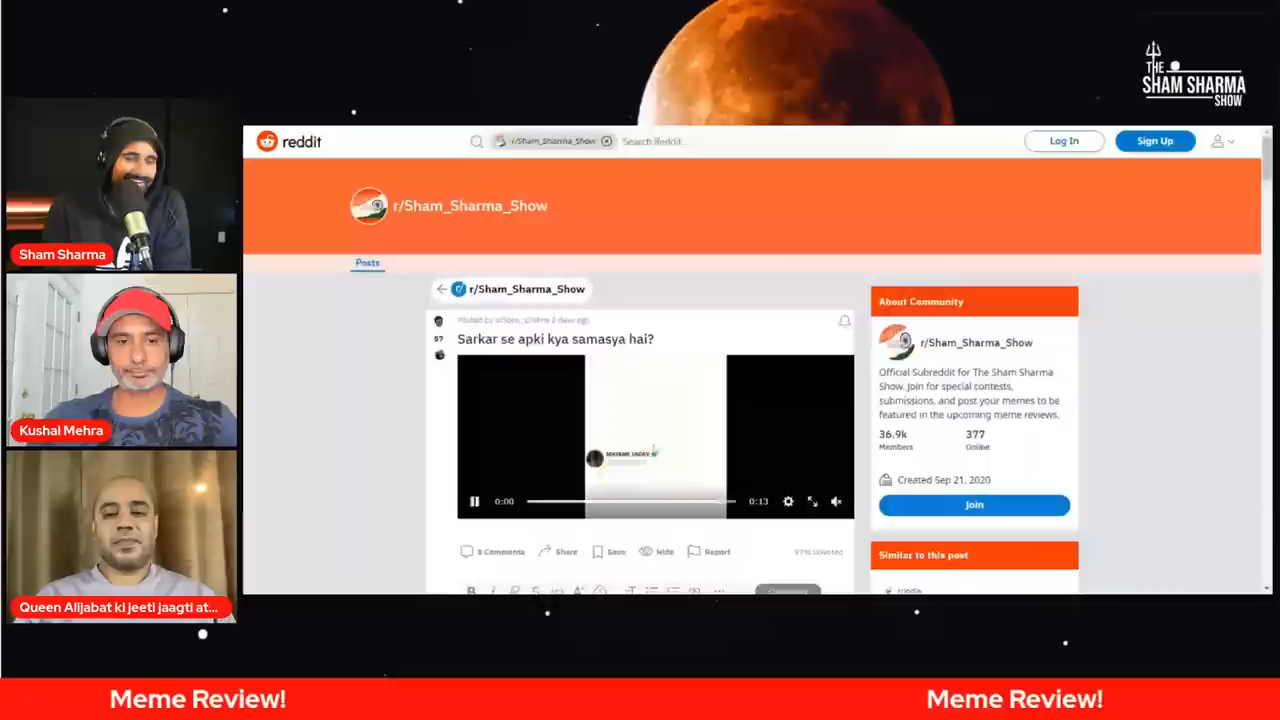 THE
SHAM SHARMA
SHOW
reddit
r/Sham_Sharma_Show
Search Reddit
Log In
Sign Up
r/Sham_Sharma_Show
Posts
r/Sham_Sharma_Show
57
Sarkar se apki kya samasya hai?
0:00
0:13
8 Comments
Share
Save
Hide
Report
About Community
r/Sham_Sharma_Show
Official Subreddit for The Sham Sharma
Show. Join for special contests,
submissions, and post your memes to be
featured in the upcoming meme reviews.
36.9k
377
Members
Online
Created Sep 21, 2020
Join
Similar to this post
Sham Sharma
Kushal Mehra
Queen Alijabat ki jeeti jaagti at...
Meme Review!
Meme Review!